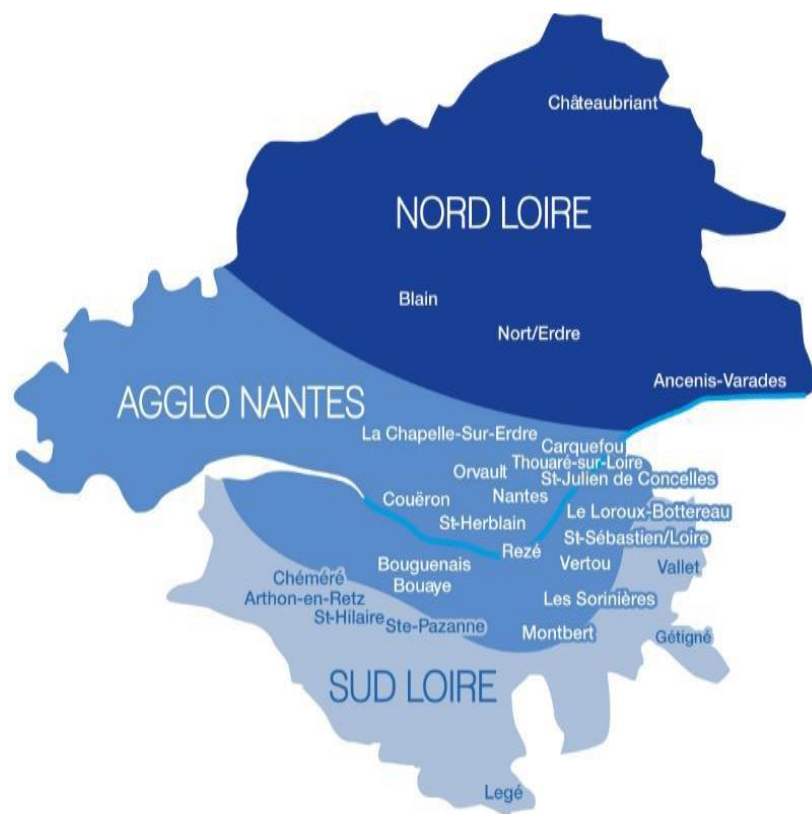 Châteaubriant
NORD LOIRE
Blain
Nort/Erdre
Ancenis-Varades
AGGLO NANTES
La Chapelle-Sur-Erdre
Carquefou
Thouaré-sur-Loire
Orvault
St-Julien de Concelles
Couëron
Nantes
Le Loroux-Bottereau
St-Herblain
St-Sébastien/Loire
Rezé
Bouguenais
Vertou
Vallet
Chéméré
Bouaye
Arthon-en-Retz
Les Sorinières
St-Hilaire
Ste-Pazanne
Montbert
Gétigné
SUD LOIRE
Legé